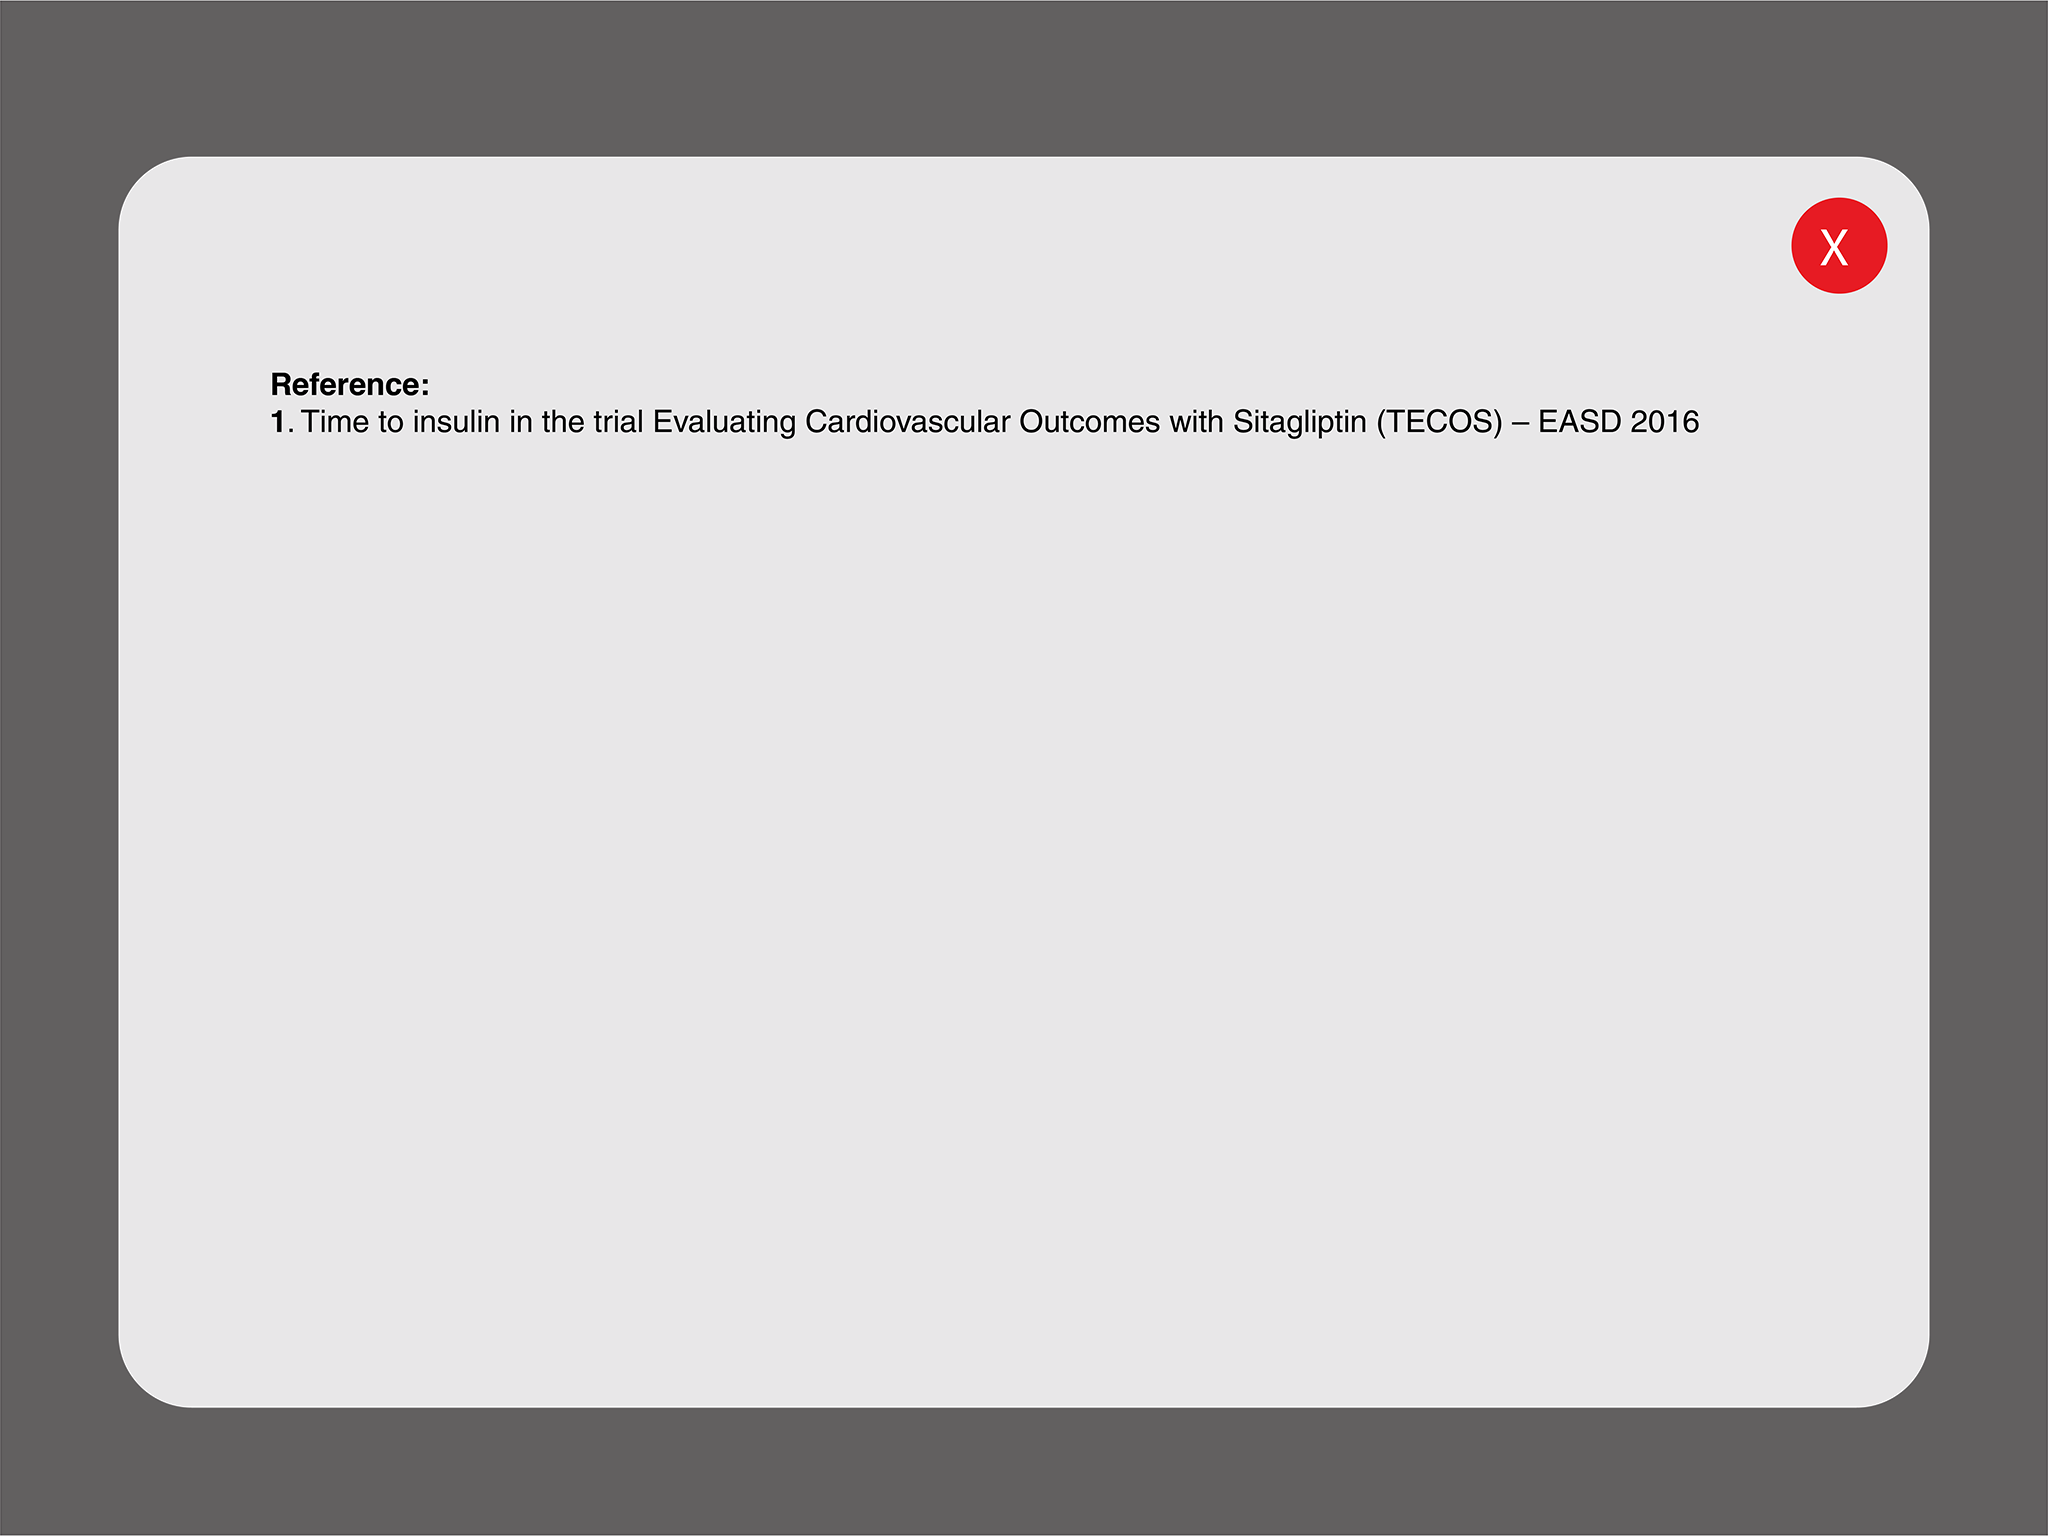 X
Reference:
1. Time to insulin in the trial Evaluating Cardiovascular Outcomes with Sitagliptin (TECOS) – EASD 2016